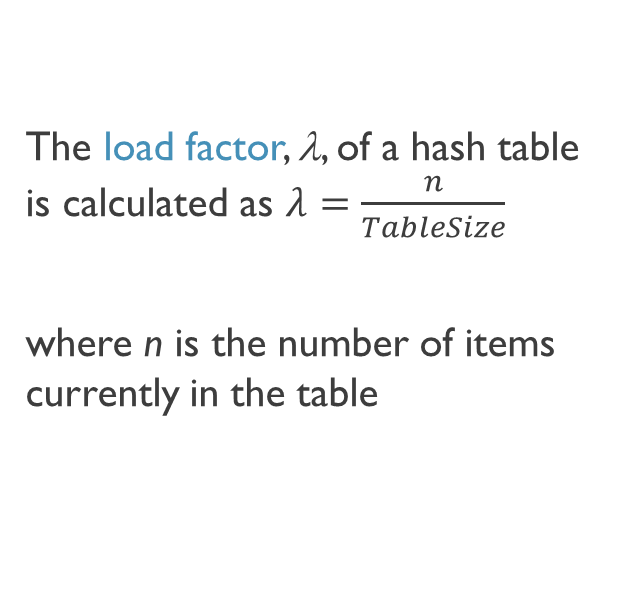 The load factor, λ, of a hash table
is calculated as λ = n / TableSize
where n is the number of items
currently in the table